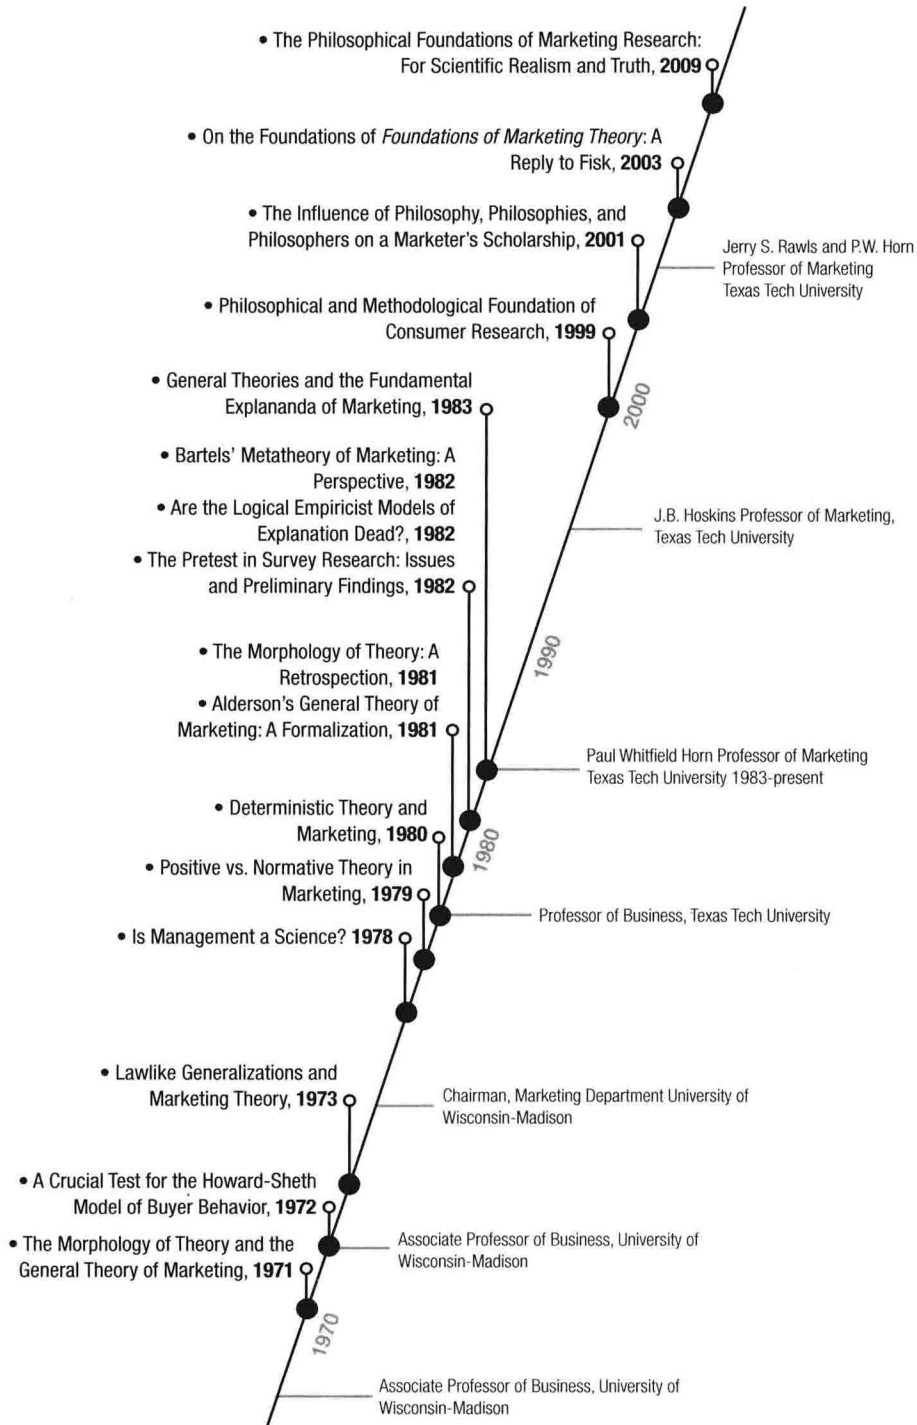 • The Philosophical Foundations of Marketing Research:
For Scientific Realism and Truth, 2009
• On the Foundations of Foundations of Marketing Theory: A
Reply to Fisk, 2003
• The Influence of Philosophy, Philosophies, and
Philosophers on a Marketer's Scholarship, 2001
Jerry S. Rawls and P.W. Horn
Professor of Marketing
Texas Tech University
• Philosophical and Methodological Foundation of
Consumer Research, 1999
• General Theories and the Fundamental
Explananda of Marketing, 1983
2000
• Bartels' Metatheory of Marketing: A
Perspective, 1982
• Are the Logical Empiricist Models of
Explanation Dead?, 1982
J.B. Hoskins Professor of Marketing,
Texas Tech University
• The Pretest in Survey Research: Issues
and Preliminary Findings, 1982
1990
• The Morphology of Theory: A
Retrospection, 1981
• Alderson's General Theory of
Marketing: A Formalization, 1981
Paul Whitfield Horn Professor of Marketing
Texas Tech University 1983-present
• Deterministic Theory and
Marketing, 1980
1980
• Positive vs. Normative Theory in
Marketing, 1979
Professor of Business, Texas Tech University
• Is Management a Science? 1978
• Lawlike Generalizations and
Marketing Theory, 1973
Chairman, Marketing Department University of
Wisconsin-Madison
• A Crucial Test for the Howard-Sheth
Model of Buyer Behavior, 1972
Associate Professor of Business, University of
Wisconsin-Madison
• The Morphology of Theory and the
General Theory of Marketing, 1971
1970
Associate Professor of Business, University of
Wisconsin-Madison